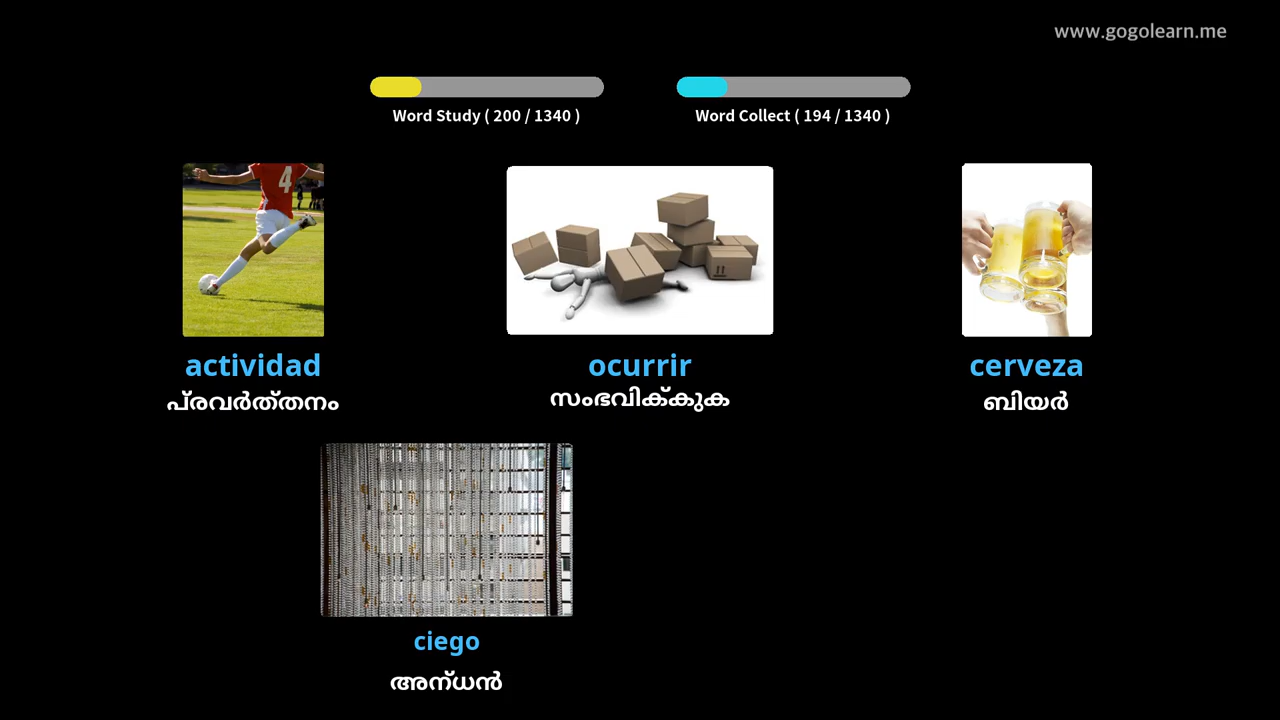 www.gogolearn.me
Word Study ( 200 / 1340 )
Word Collect ( 194 / 1340 )
4
actividad
ocurrir
cerveza
പ്രവർത്തനം
സംഭവിക്കുക
ബിയർ
ciego
അന്ധൻ